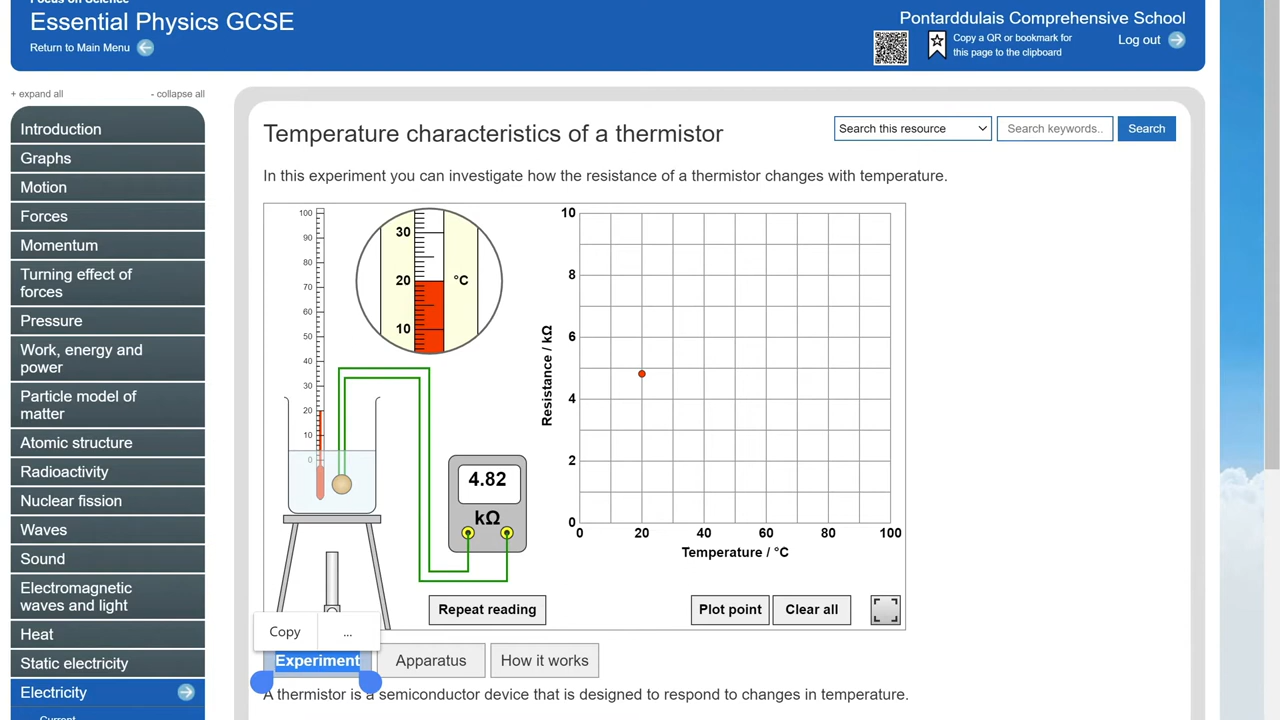 Focus on Science
Essential Physics GCSE
Return to Main Menu
Pontarddulais Comprehensive School
Copy a QR or bookmark for
this page to the clipboard
Log out
+ expand all
- collapse all
Introduction
Graphs
Motion
Forces
Momentum
Turning effect of
forces
Pressure
Work, energy and
power
Particle model of
matter
Atomic structure
Radioactivity
Nuclear fission
Waves
Sound
Electromagnetic
waves and light
Heat
Static electricity
Electricity
Current
Temperature characteristics of a thermistor
Search this resource
Search keywords..
Search
In this experiment you can investigate how the resistance of a thermistor changes with temperature.
100
90
80
70
60
50
40
30
20
10
0
30
20
10
°C
4.82
kΩ
Repeat reading
Resistance / kΩ
10
8
6
4
2
0
0 20 40 60 80 100
Temperature / °C
Plot point
Clear all
Copy
...
Experiment
Apparatus
How it works
A thermistor is a semiconductor device that is designed to respond to changes in temperature.